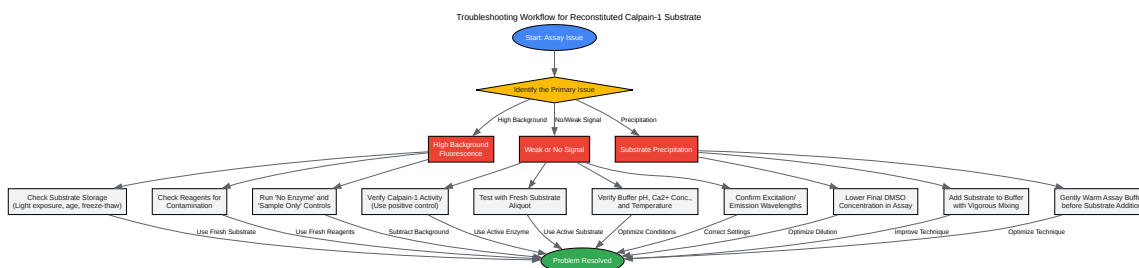 Troubleshooting Workflow for Reconstituted Calpain-1 Substrate
Start: Assay Issue
Identify the Primary Issue
High Background
No/Weak Signal
Precipitation
High Background
Fluorescence
Weak or No Signal
Substrate Precipitation
Check Substrate Storage
(Light exposure, age, freeze-thaw)
Check Reagents for
Contamination
Run 'No Enzyme' and
'Sample Only' Controls
Verify Calpain-1 Activity
(Use positive control)
Test with Fresh Substrate
Aliquot
Verify Buffer pH, Ca2+ Conc.,
and Temperature
Confirm Excitation/
Emission Wavelengths
Lower Final DMSO
Concentration in Assay
Add Substrate to Buffer
with Vigorous Mixing
Gently Warm Assay Buff
before Substrate Addition
Use Fresh Substrate
Use Fresh Reagents
Subtract Background
Use Active Enzyme
Use Active Substrate
Optimize Conditions
Correct Settings
Optimize Dilution
Improve Technique
Optimize Technique
Problem Resolved